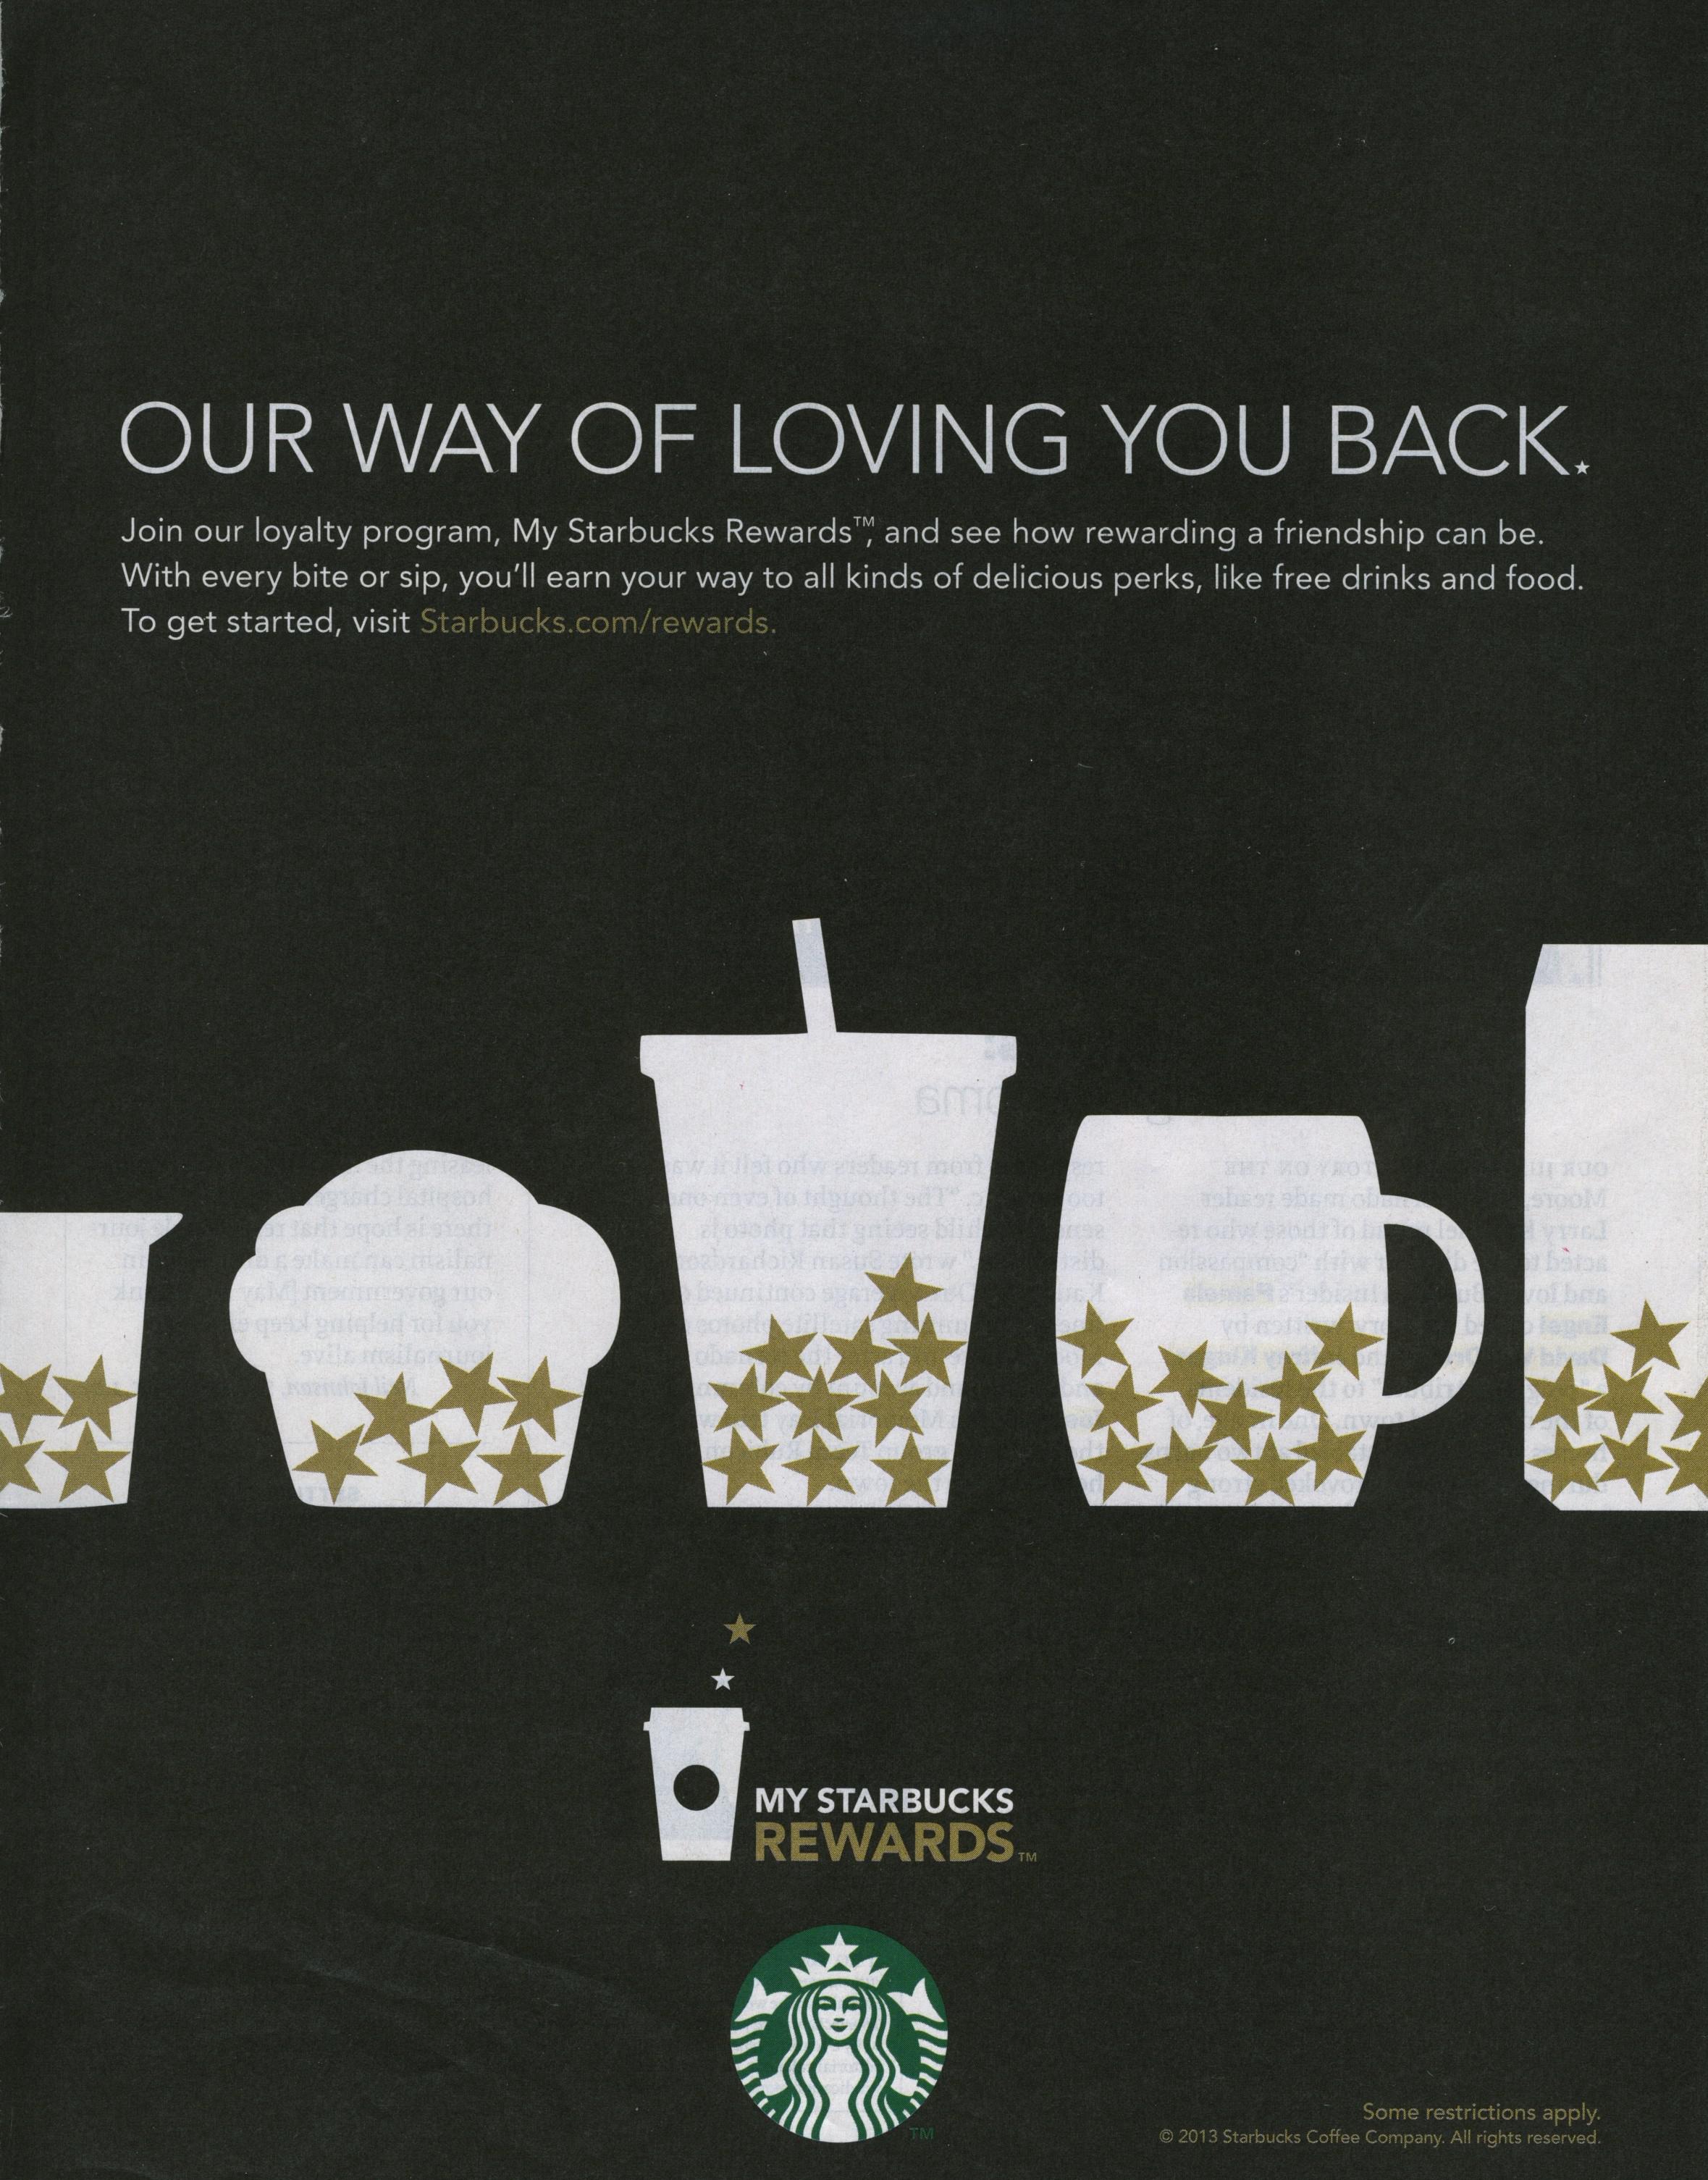 OUR WAY OF LOVING YOU BACK.
Join our loyalty program, My Starbucks Rewards™, and see how rewarding a friendship can be.
With every bite or sip, you'll earn your way to all kinds of delicious perks, like free drinks and food.
To get started, visit Starbucks.com/rewards.
MY STARBUCKS
REWARDS™
TM
Some restrictions apply.
© 2013 Starbucks Coffee Company. All rights reserved.